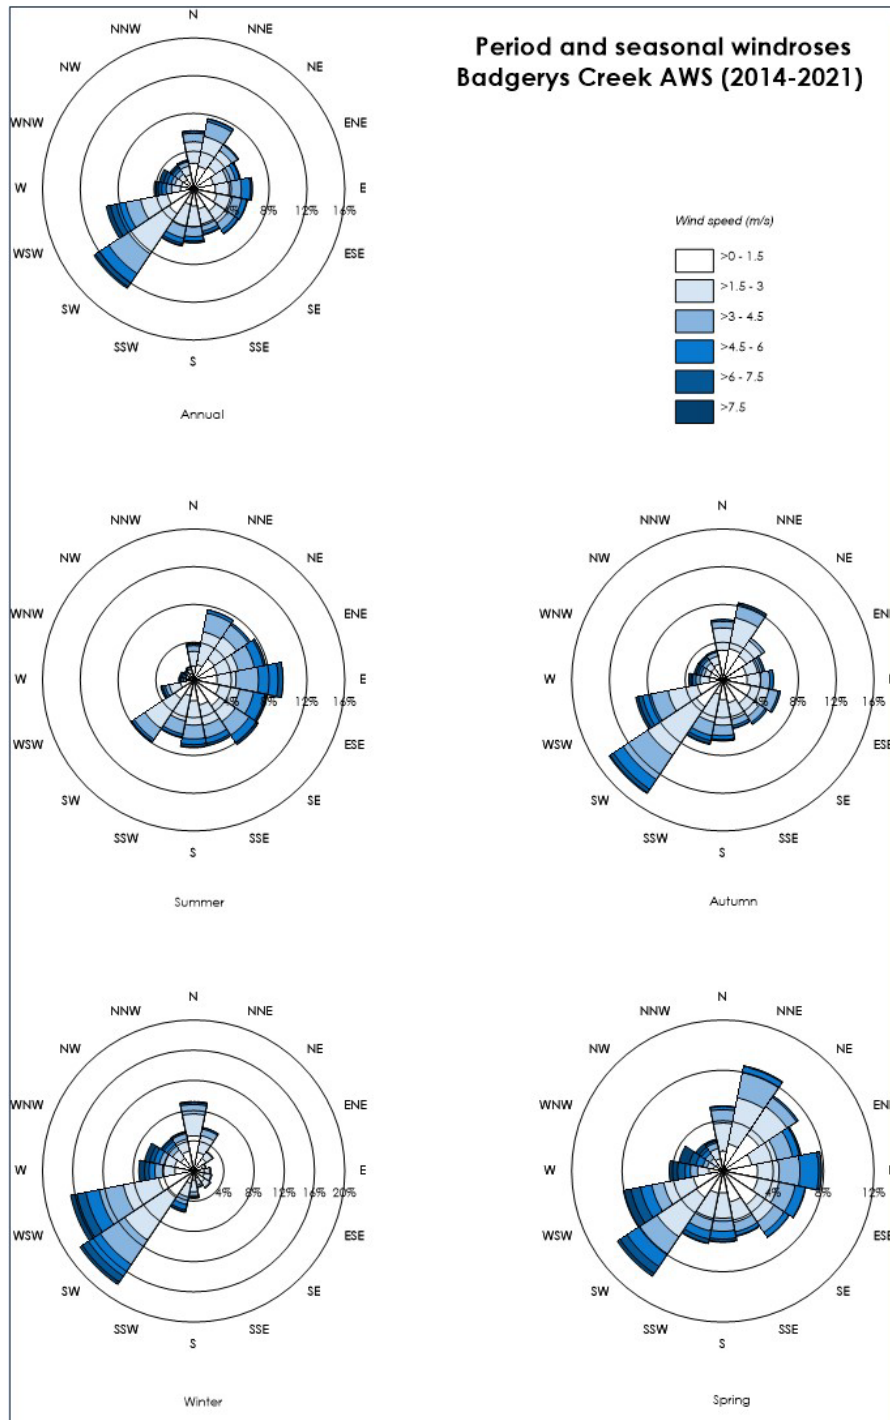 Period and seasonal windroses
Badgerys Creek AWS (2014-2021)
N
NNW
NNE
NW
NE
WNW
ENE
W
E
4%
8%
12%
16%
WSW
ESE
SW
SE
SSW
SSE
S
Annual
Wind speed (m/s)
>0 - 1.5
>1.5 - 3
>3 - 4.5
>4.5 - 6
>6 - 7.5
>7.5
N
NNW
NNE
NW
NE
WNW
ENE
W
E
4%
8%
12%
16%
WSW
ESE
SW
SE
SSW
SSE
S
Summer
N
NNW
NNE
NW
NE
WNW
W
4%
8%
12%
16%
WSW
ESE
SW
SE
SSW
SSE
S
Autumn
N
NNW
NNE
NW
NE
WNW
ENE
W
E
4%
8%
12%
16%
20%
WSW
ESE
SW
SE
SSW
SSE
S
Winter
N
NNW
NNE
NW
NE
WNW
W
4%
8%
12%
WSW
ESE
SW
SE
SSW
SSE
S
Spring